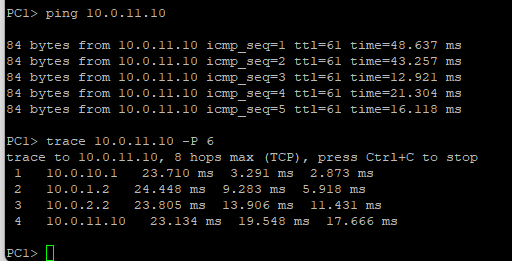 PC1> ping 10.0.11.10
84 bytes from 10.0.11.10 icmp_seq=1 ttl=61 time=48.637 ms
84 bytes from 10.0.11.10 icmp_seq=2 ttl=61 time=43.257 ms
84 bytes from 10.0.11.10 icmp_seq=3 ttl=61 time=12.921 ms
84 bytes from 10.0.11.10 icmp_seq=4 ttl=61 time=21.304 ms
84 bytes from 10.0.11.10 icmp_seq=5 ttl=61 time=16.118 ms
PC1> trace 10.0.11.10 -P 6
trace to 10.0.11.10, 8 hops max (TCP), press Ctrl+C to stop
1 10.0.10.1 23.710 ms 3.291 ms 2.873 ms
2 10.0.1.2 24.448 ms 9.283 ms 5.918 ms
3 10.0.2.2 23.805 ms 13.906 ms 11.431 ms
4 10.0.11.10 23.134 ms 19.548 ms 17.666 ms
PC1>